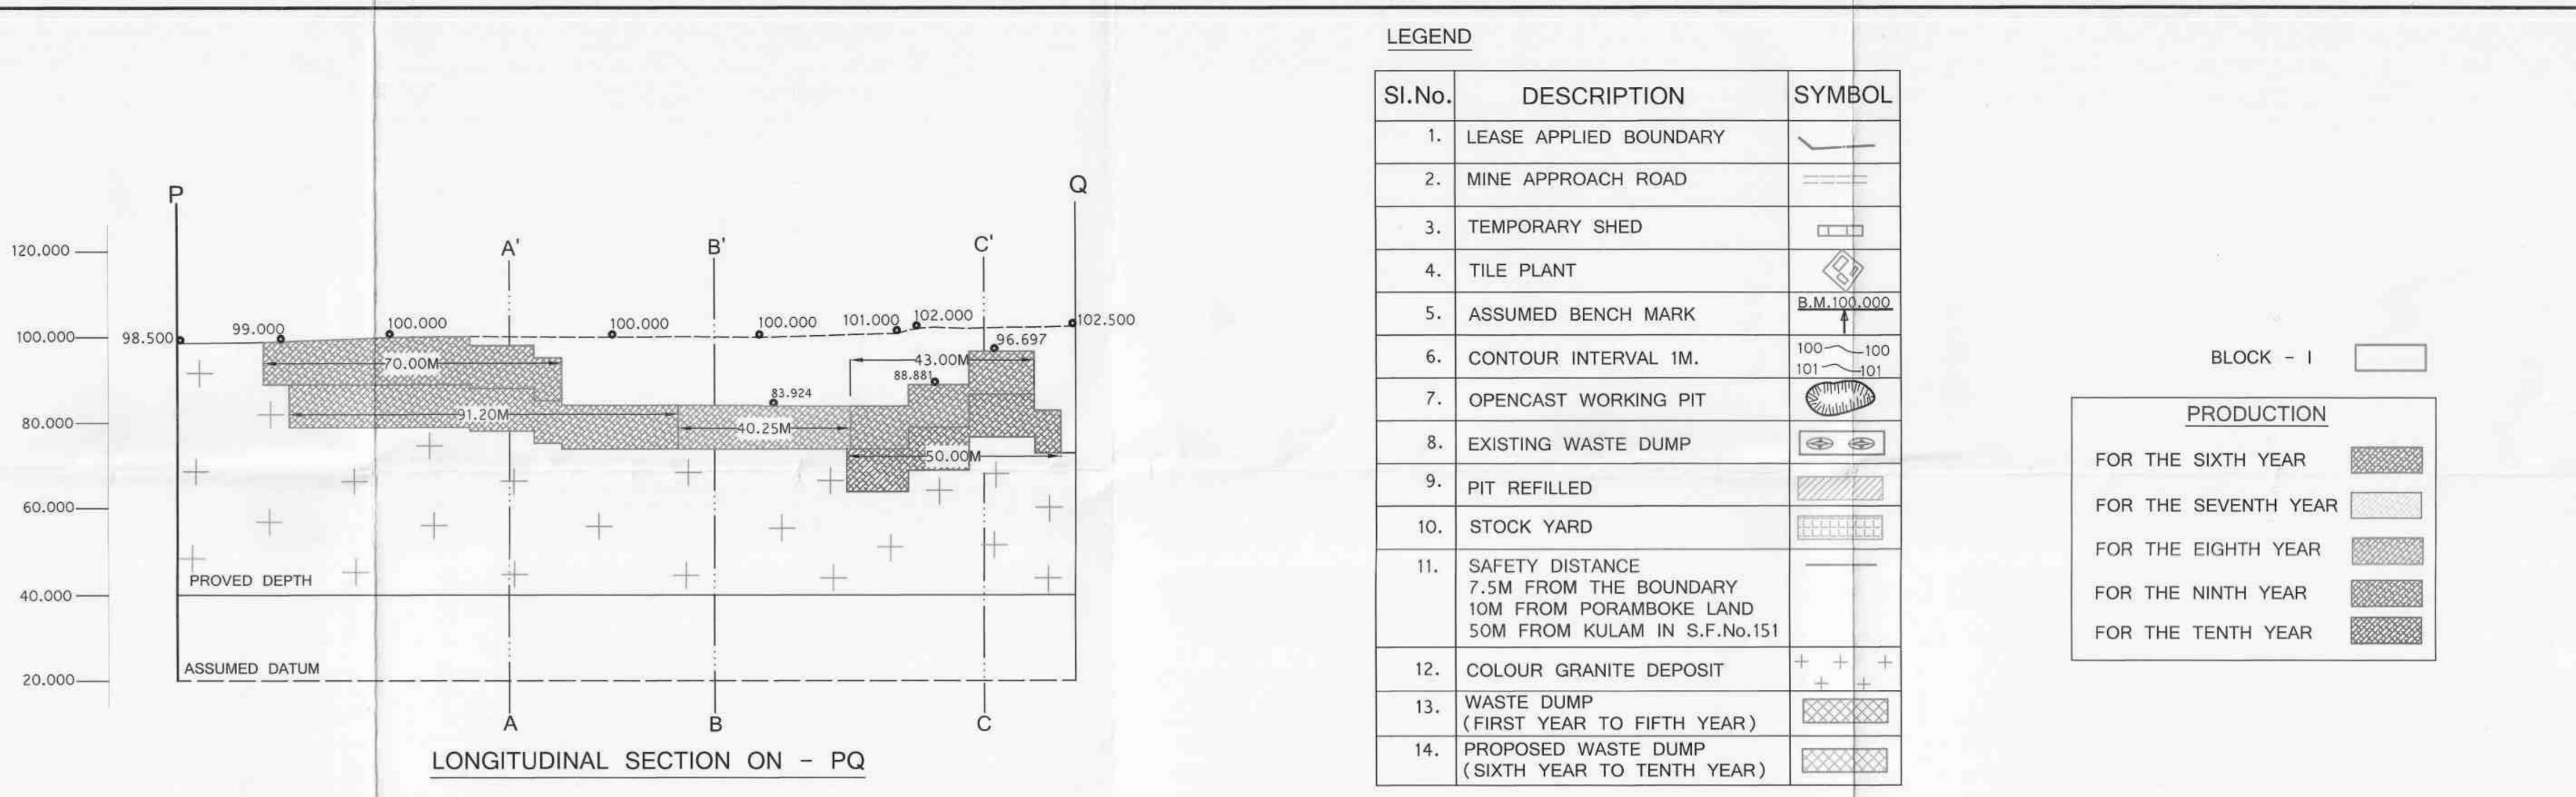 P
Q
A'
B'
C'
120.000
100.000
80.000
60.000
40.000
20.000
98.500
99.000
100.000
100.000
100.000
101.000
102.000
102.500
96.697
88.881
83.924
70.00M
43.00M
91.20M
40.25M
50.00M
PROVED DEPTH
ASSUMED DATUM
A
B
C
LONGITUDINAL SECTION ON - PQ
LEGEND
SI.No. DESCRIPTION SYMBOL
1. LEASE APPLIED BOUNDARY
2. MINE APPROACH ROAD
3. TEMPORARY SHED
4. TILE PLANT
5. ASSUMED BENCH MARK B.M.100.000
6. CONTOUR INTERVAL 1M. 100 100
101 101
7. OPENCAST WORKING PIT
8. EXISTING WASTE DUMP
9. PIT REFILLED
10. STOCK YARD
11. SAFETY DISTANCE
7.5M FROM THE BOUNDARY
10M FROM PORAMBOKE LAND
50M FROM KULAM IN S.F.No.151
12. COLOUR GRANITE DEPOSIT
13. WASTE DUMP
(FIRST YEAR TO FIFTH YEAR)
14. PROPOSED WASTE DUMP
(SIXTH YEAR TO TENTH YEAR)
BLOCK - I
PRODUCTION
FOR THE SIXTH YEAR
FOR THE SEVENTH YEAR
FOR THE EIGHTH YEAR
FOR THE NINTH YEAR
FOR THE TENTH YEAR